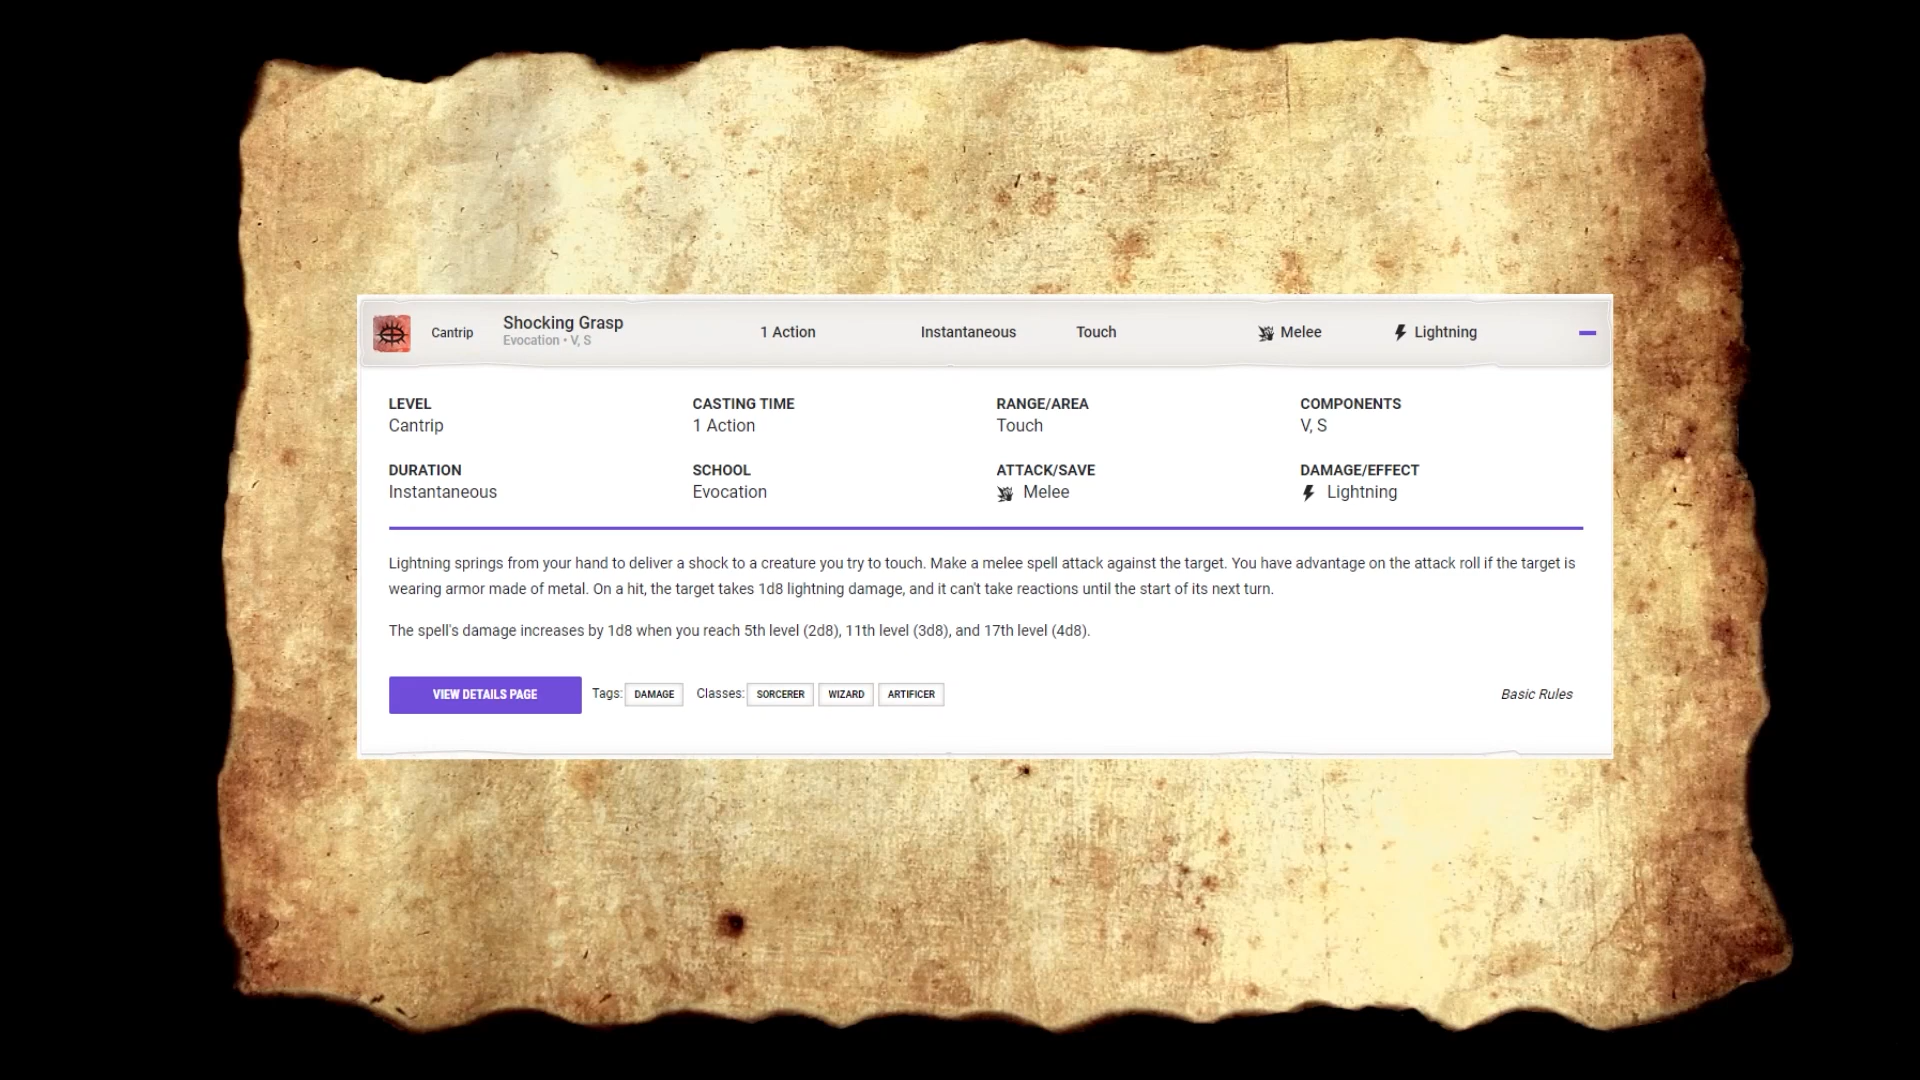 Cantrip Shocking Grasp 1 Action Instantaneous Touch Melee Lightning
Evocation • V, S
LEVEL CASTING TIME RANGE/AREA COMPONENTS
Cantrip 1 Action Touch V, S
DURATION SCHOOL ATTACK/SAVE DAMAGE/EFFECT
Instantaneous Evocation Melee Lightning
Lightning springs from your hand to deliver a shock to a creature you try to touch. Make a melee spell attack against the target. You have advantage on the attack roll if the target is
wearing armor made of metal. On a hit, the target takes 1d8 lightning damage, and it can't take reactions until the start of its next turn.
The spell's damage increases by 1d8 when you reach 5th level (2d8), 11th level (3d8), and 17th level (4d8).
VIEW DETAILS PAGE Tags: DAMAGE Classes: SORCERER WIZARD ARTIFICER Basic Rules